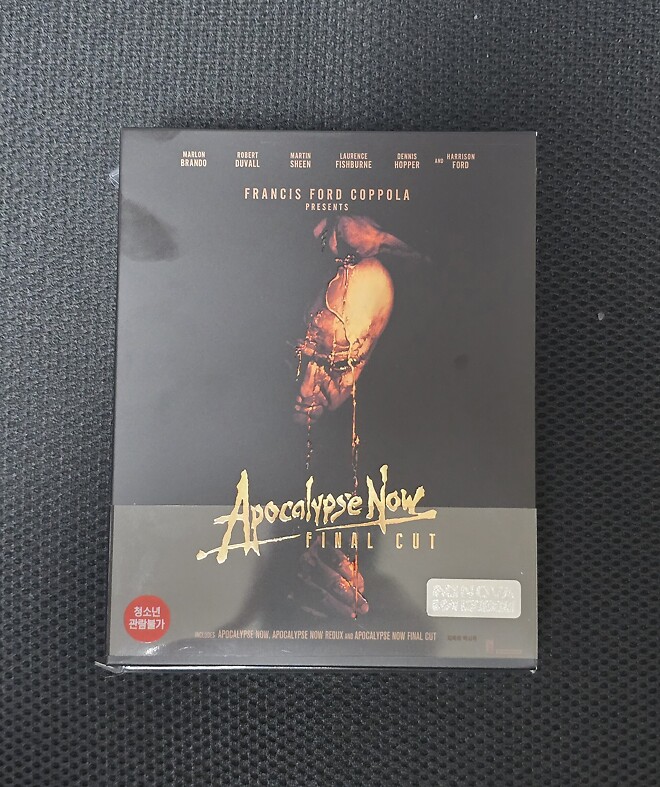 MARLON BRANDO ROBERT DUVALL MARTIN SHEEN LAURENCE FISHBURNE DENNIS HOPPER AND HARRISON FORD
FRANCIS FORD COPPOLA
PRESENTS
Apocalypse Now
FINAL CUT
청소년
관람불가
INCLUDES APOCALYPSE NOW, APOCALYPSE NOW REDUX AND APOCALYPSE NOW FINAL CUT